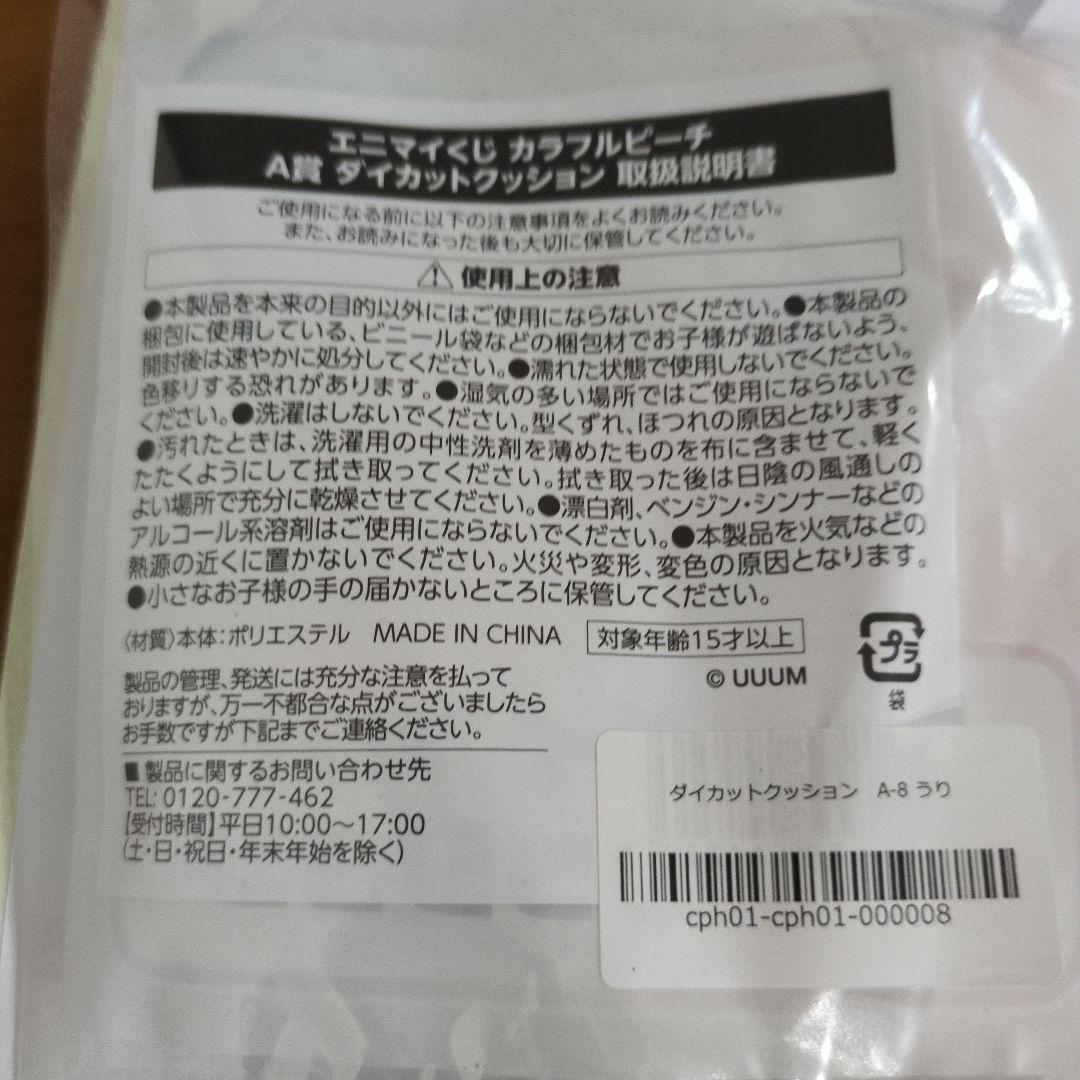 エニマイくじ カラフルピーチ
A賞 ダイカットクッション 取扱説明書
ご使用になる前に以下の注意事項をよくお読みください。
また、お読みになった後も大切に保管してください。
⚠ 使用上の注意
●本製品を本来の目的以外にはご使用にならないでください。●本製品の
梱包に使用している、ビニール袋などの梱包材でお子様が遊ばないよう、
開封後は速やかに処分してください。●濡れた状態で使用しないでください。
色移りする恐れがあります。●湿気の多い場所ではご使用にならないで
ください。●洗濯はしないでください。型くずれ、ほつれの原因となります。
●汚れたときは、洗濯用の中性洗剤を薄めたものを布に含ませて、軽く
たたくようにして拭き取ってください。拭き取った後は日陰の風通しの
よい場所で充分に乾燥させてください。●漂白剤、ベンジン・シンナーなどの
アルコール系溶剤はご使用にならないでください。●本製品を火気などの
熱源の近くに置かないでください。火災や変形、変色の原因となります。
●小さなお子様の手の届かないところに保管してください。
〈材質〉本体：ポリエステル MADE IN CHINA 対象年齢15才以上
プラ
袋
© UUUM
製品の管理、発送には充分な注意を払って
おりますが、万一不都合な点がございましたら
お手数ですが下記までご連絡ください。
■製品に関するお問い合わせ先
TEL: 0120-777-462
【受付時間】平日10:00～17:00
(土・日・祝日・年末年始を除く)
ダイカットクッション A-8 うり
cph01-cph01-000008